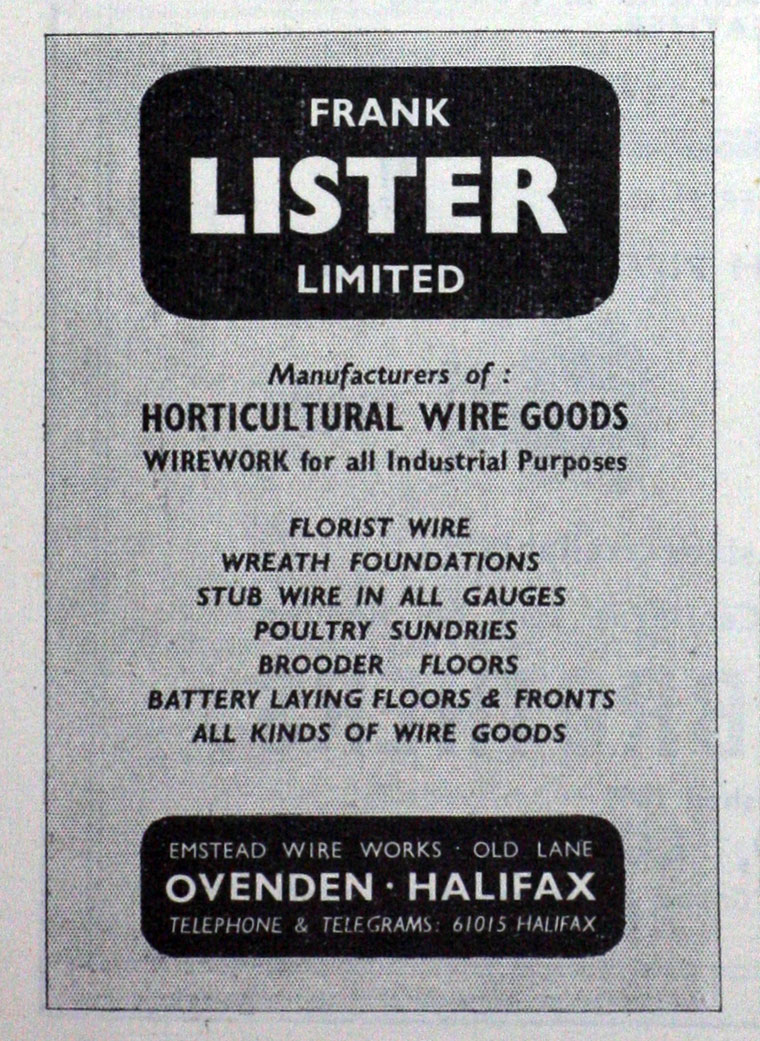 FRANK
LISTER
LIMITED
Manufacturers of :
HORTICULTURAL WIRE GOODS
WIREWORK for all Industrial Purposes
FLORIST WIRE
WREATH FOUNDATIONS
STUB WIRE IN ALL GAUGES
POULTRY SUNDRIES
BROODER FLOORS
BATTERY LAYING FLOORS & FRONTS
ALL KINDS OF WIRE GOODS
EMSTEAD WIRE WORKS · OLD LANE
OVENDEN · HALIFAX
TELEPHONE & TELEGRAMS: 61015 HALIFAX